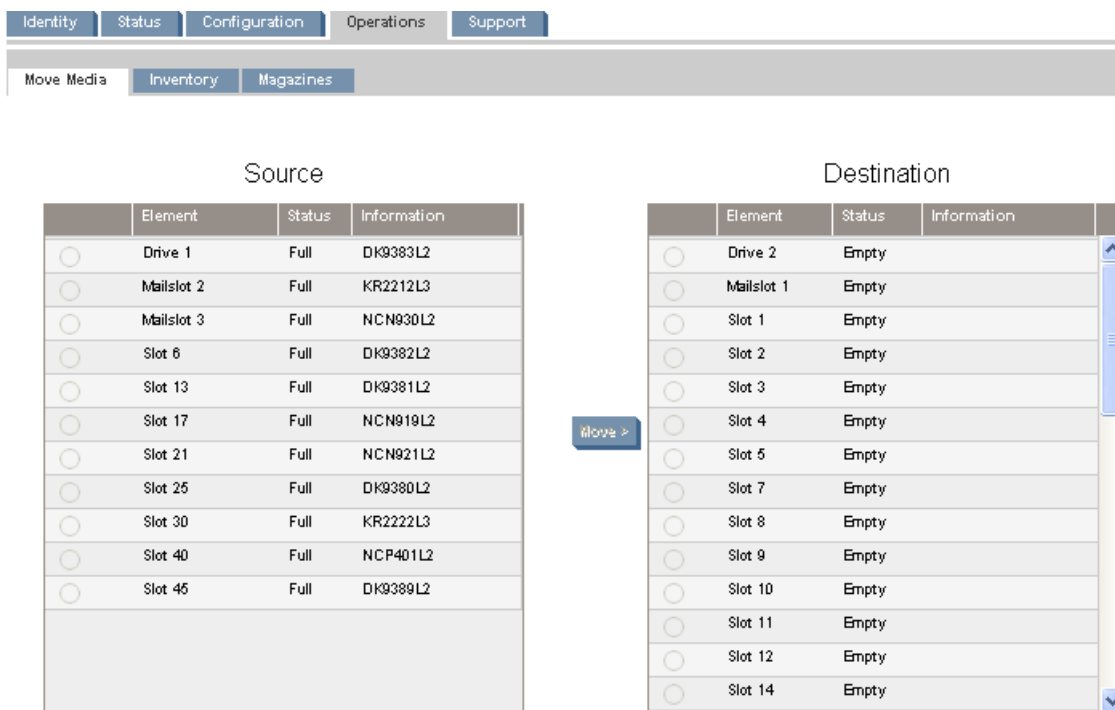 Identity Status Configuration Operations Support
Move Media Inventory Magazines
Source
Element Status Information
Drive 1 Full DK9383L2
Mailslot 2 Full KR2212L3
Mailslot 3 Full NCN930L2
Slot 6 Full DK9382L2
Slot 13 Full DK9381L2
Slot 17 Full NCN919L2
Slot 21 Full NCN921L2
Slot 25 Full DK9380L2
Slot 30 Full KR2222L3
Slot 40 Full NCP401L2
Slot 45 Full DK9389L2
Move >
Destination
Element Status Information
Drive 2 Empty
Mailslot 1 Empty
Slot 1 Empty
Slot 2 Empty
Slot 3 Empty
Slot 4 Empty
Slot 5 Empty
Slot 7 Empty
Slot 8 Empty
Slot 9 Empty
Slot 10 Empty
Slot 11 Empty
Slot 12 Empty
Slot 14 Empty